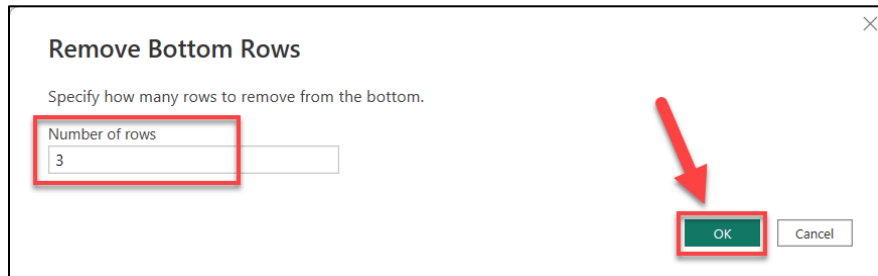 Remove Bottom Rows
Specify how many rows to remove from the bottom.
Number of rows
3
OK
Cancel